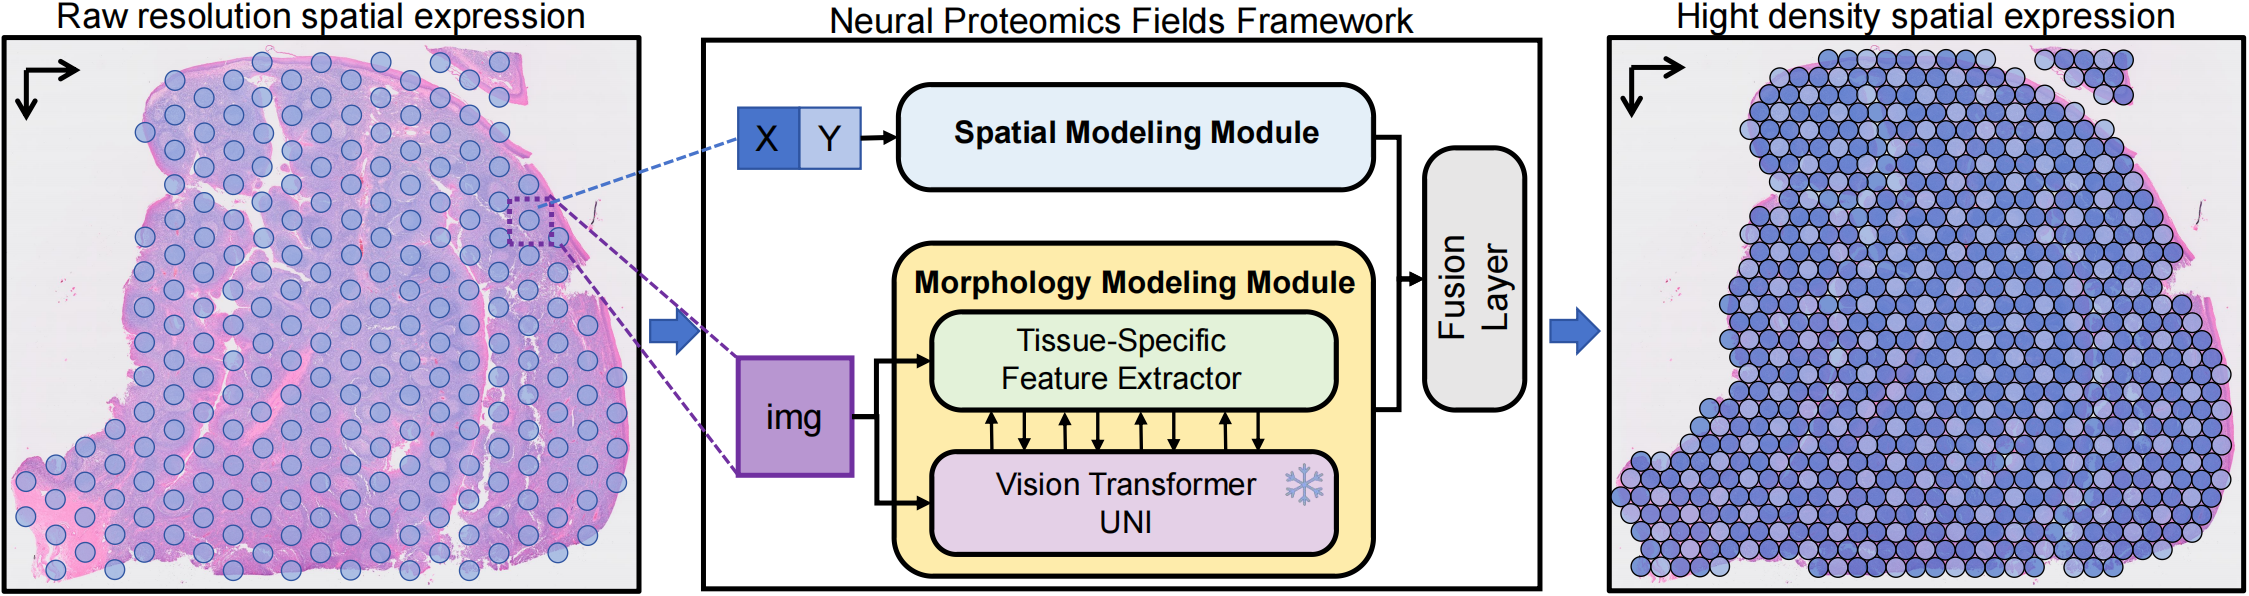 Raw resolution spatial expression
Neural Proteomics Fields Framework
Hight density spatial expression
X Y
Spatial Modeling Module
Morphology Modeling Module
Tissue-Specific
Feature Extractor
img
Vision Transformer
UNI
Fusion
Layer